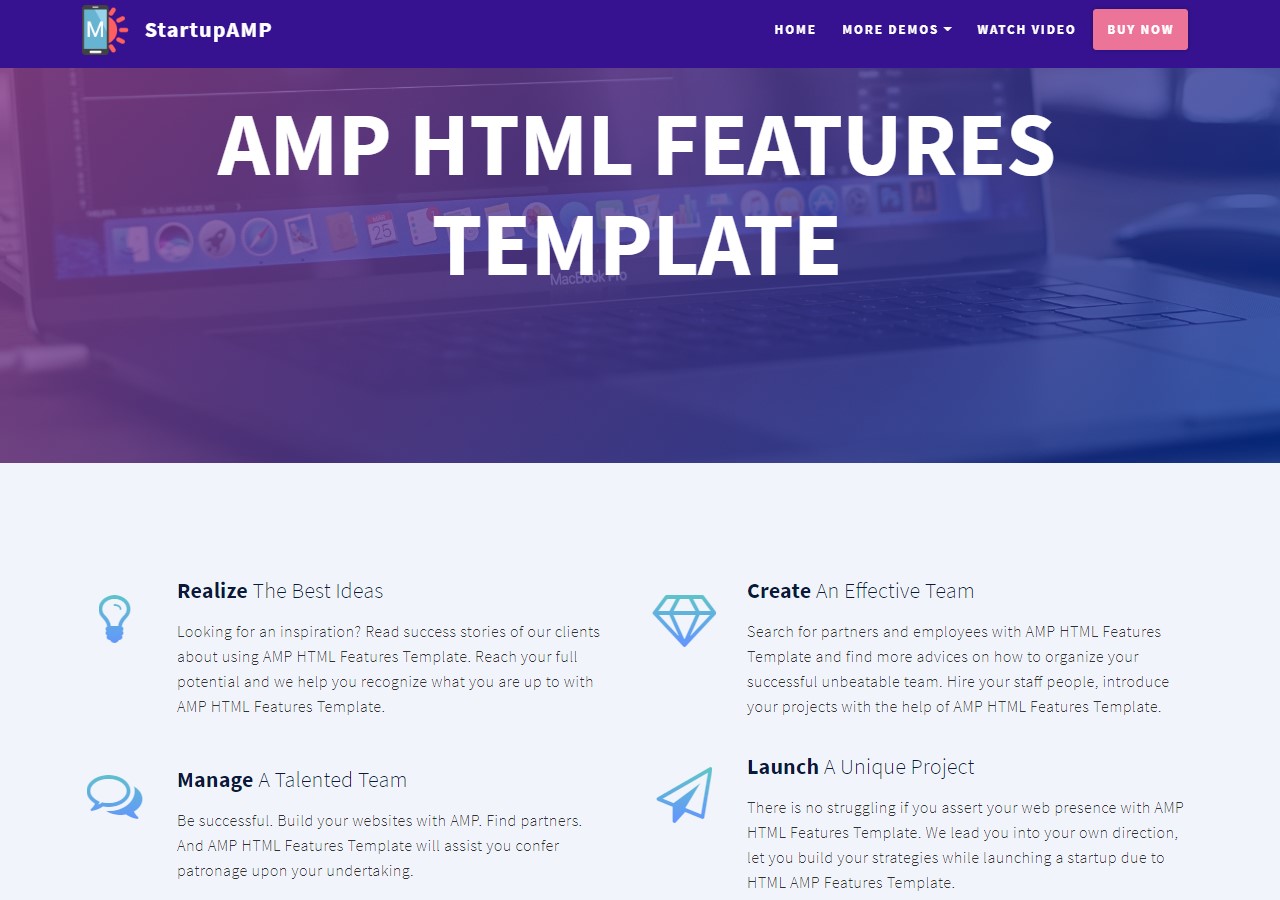 M
StartupAMP
HOME
MORE DEMOS
WATCH VIDEO
BUY NOW
AMP HTML FEATURES
TEMPLATE
25
Ps
Ai
MacBook Pro
Realize The Best Ideas
Looking for an inspiration? Read success stories of our clients
about using AMP HTML Features Template. Reach your full
potential and we help you recognize what you are up to with
AMP HTML Features Template.
Create An Effective Team
Search for partners and employees with AMP HTML Features
Template and find more advices on how to organize your
successful unbeatable team. Hire your staff people, introduce
your projects with the help of AMP HTML Features Template.
Manage A Talented Team
Be successful. Build your websites with AMP. Find partners.
And AMP HTML Features Template will assist you confer
patronage upon your undertaking.
Launch A Unique Project
There is no struggling if you assert your web presence with AMP
HTML Features Template. We lead you into your own direction,
let you build your strategies while launching a startup due to
HTML AMP Features Template.